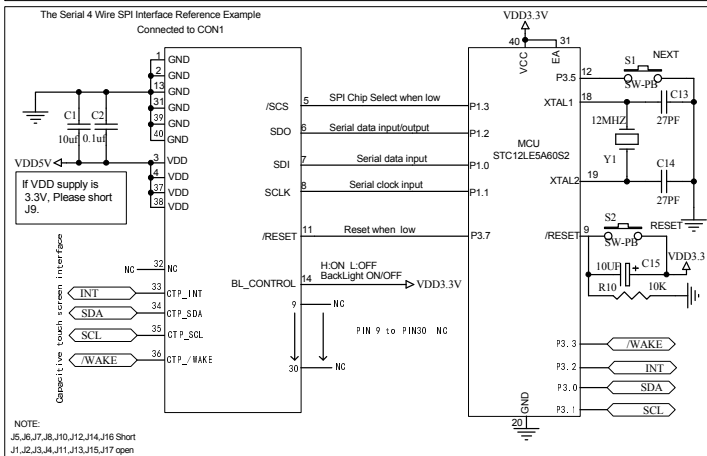 The Serial 4 Wire SPI Interface Reference Example
Connected to CON1
1 GND
2 GND
13 GND
31 GND
39 GND
40 GND
C1 C2
10uf 0.1uf
VDD5V
3 VDD
4 VDD
37 VDD
38 VDD
If VDD supply is
3.3V, Please short
J9.
Capacitive touch screen interface
NC 32 NC
INT 33 CTP_INT
SDA 34 CTP_SDA
SCL 35 CTP_SCL
/WAKE 36 CTP_/WAKE
/SCS 5 SPI Chip Select when low P1.3
SDO 6 Serial data input/output P1.2
SDI 7 Serial data input P1.0
SCLK 8 Serial clock input P1.1
/RESET 11 Reset when low P3.7
H:ON L:OFF
BL_CONTROL 14 BackLight ON/OFF VDD3.3V
9 NC
PIN 9 to PIN30 NC
30 NC
VDD3.3V
40 31
VCC EA
MCU
STC12LE5A60S2
P3.5 12 S1 NEXT
SW-PB
XTAL1 18 C13
27PF
12MHZ
Y1
XTAL2 19 C14
27PF
/RESET 9 S2 RESET
SW-PB
VDD3.3
10UF + C15
R10 10K
P3.3 /WAKE
P3.2 INT
P3.0 SDA
P3.1 SCL
GND
20
NOTE:
J5,J6,J7,J8,J10,J12,J14,J16 Short
J1,J2,J3,J4,J11,J13,J15,J17 open